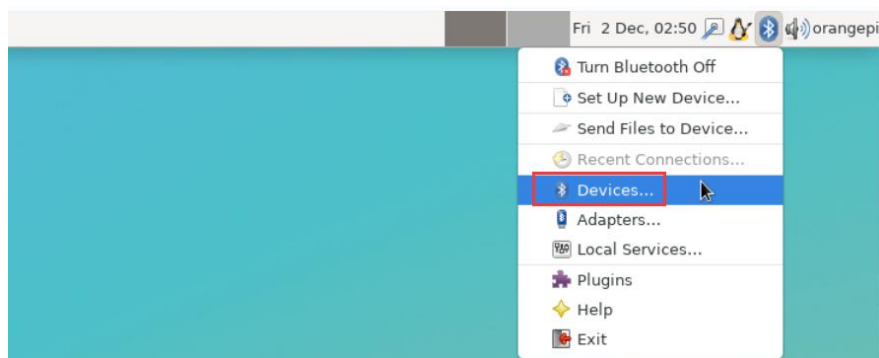 Fri 2 Dec, 02:50 orangepi
Turn Bluetooth Off
Set Up New Device...
Send Files to Device...
Recent Connections...
Devices...
Adapters...
Local Services...
Plugins
Help
Exit